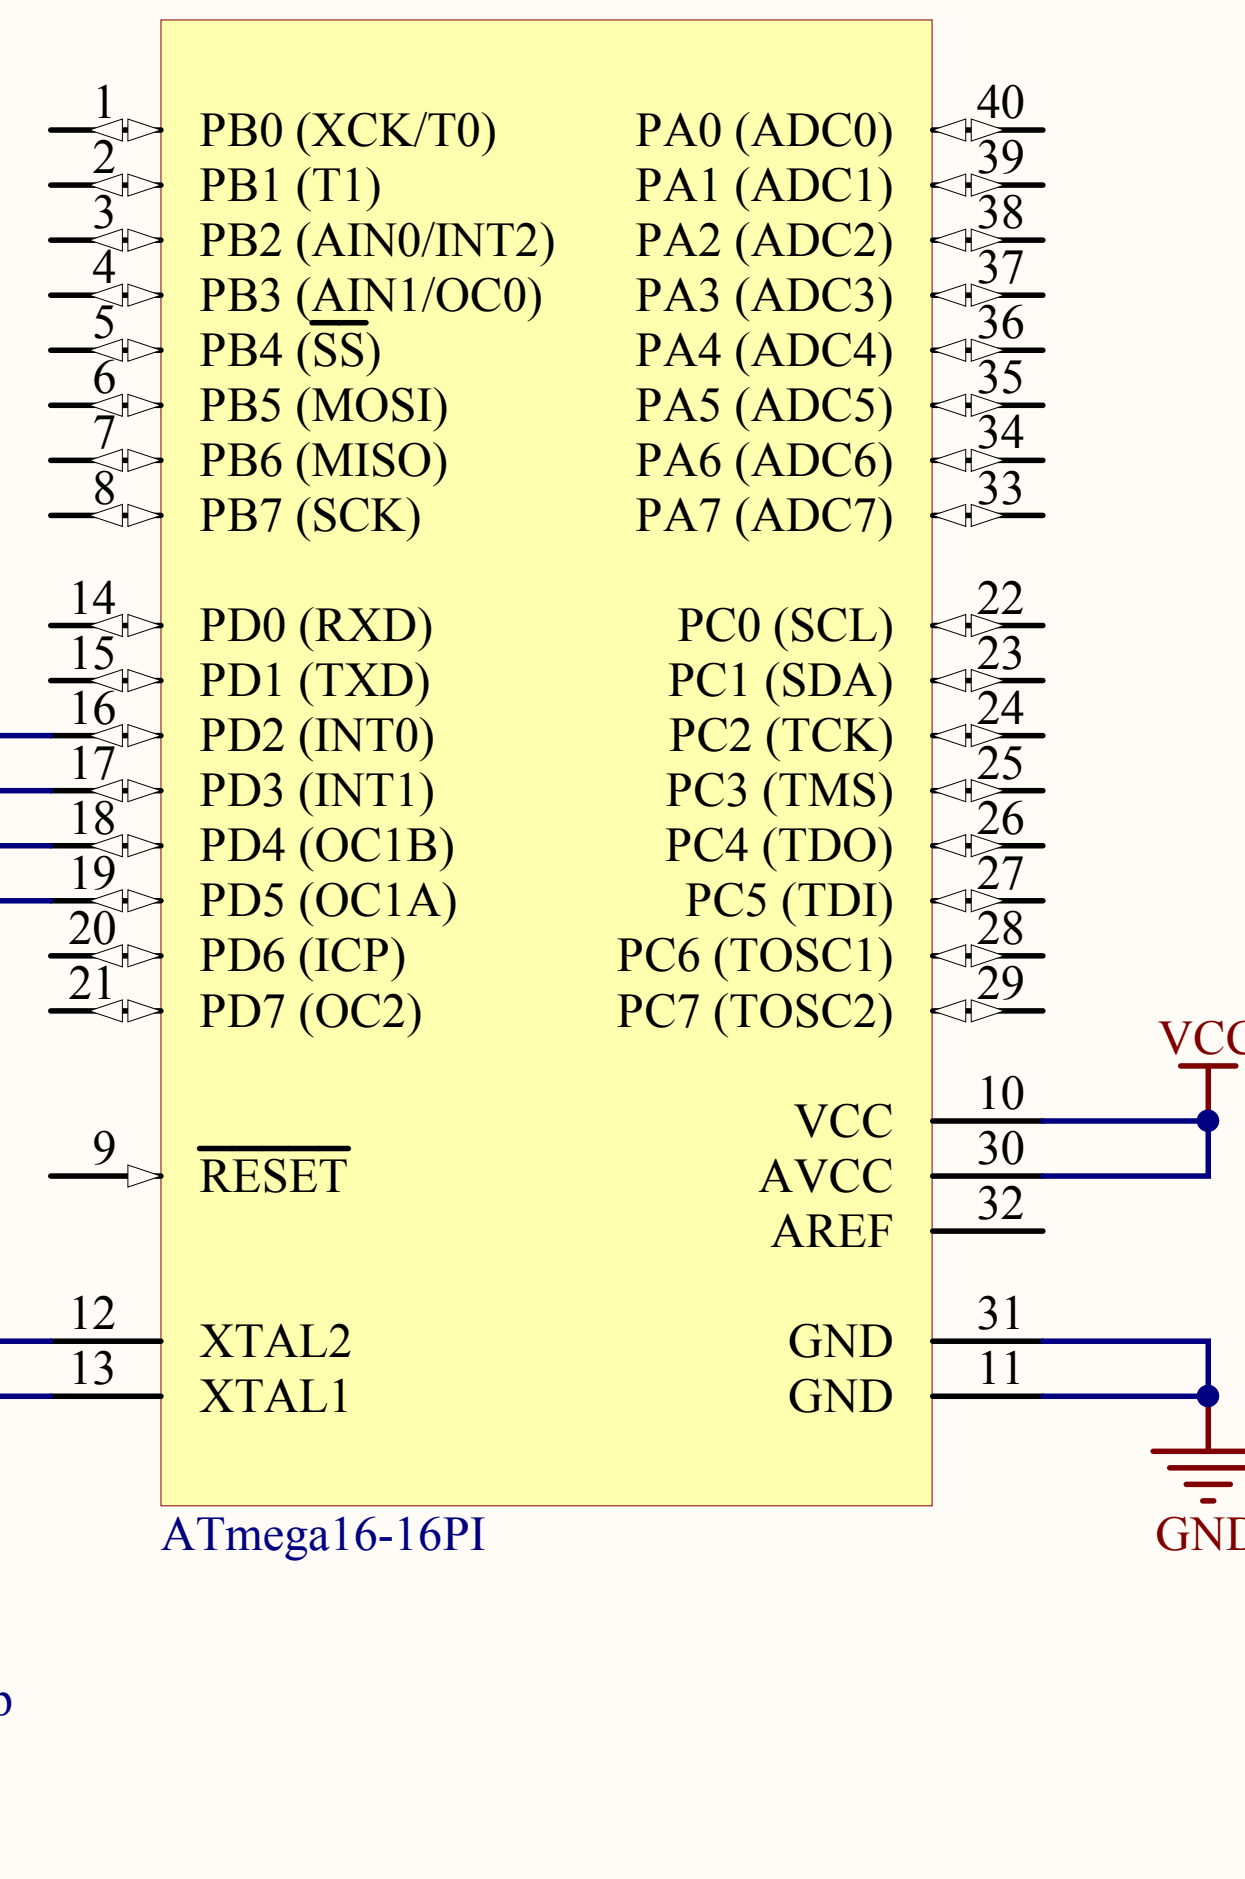 1 PB0 (XCK/T0) PA0 (ADC0) 40
2 PB1 (T1) PA1 (ADC1) 39
3 PB2 (AIN0/INT2) PA2 (ADC2) 38
4 PB3 (AIN1/OC0) PA3 (ADC3) 37
5 PB4 (SS) PA4 (ADC4) 36
6 PB5 (MOSI) PA5 (ADC5) 35
7 PB6 (MISO) PA6 (ADC6) 34
8 PB7 (SCK) PA7 (ADC7) 33
14 PD0 (RXD) PC0 (SCL) 22
15 PD1 (TXD) PC1 (SDA) 23
16 PD2 (INT0) PC2 (TCK) 24
17 PD3 (INT1) PC3 (TMS) 25
18 PD4 (OC1B) PC4 (TDO) 26
19 PD5 (OC1A) PC5 (TDI) 27
20 PD6 (ICP) PC6 (TOSC1) 28
21 PD7 (OC2) PC7 (TOSC2) 29
VCC
VCC 10
9 RESET AVCC 30
AREF 32
12 XTAL2 GND 31
13 XTAL1 GND 11
ATmega16-16PI GND